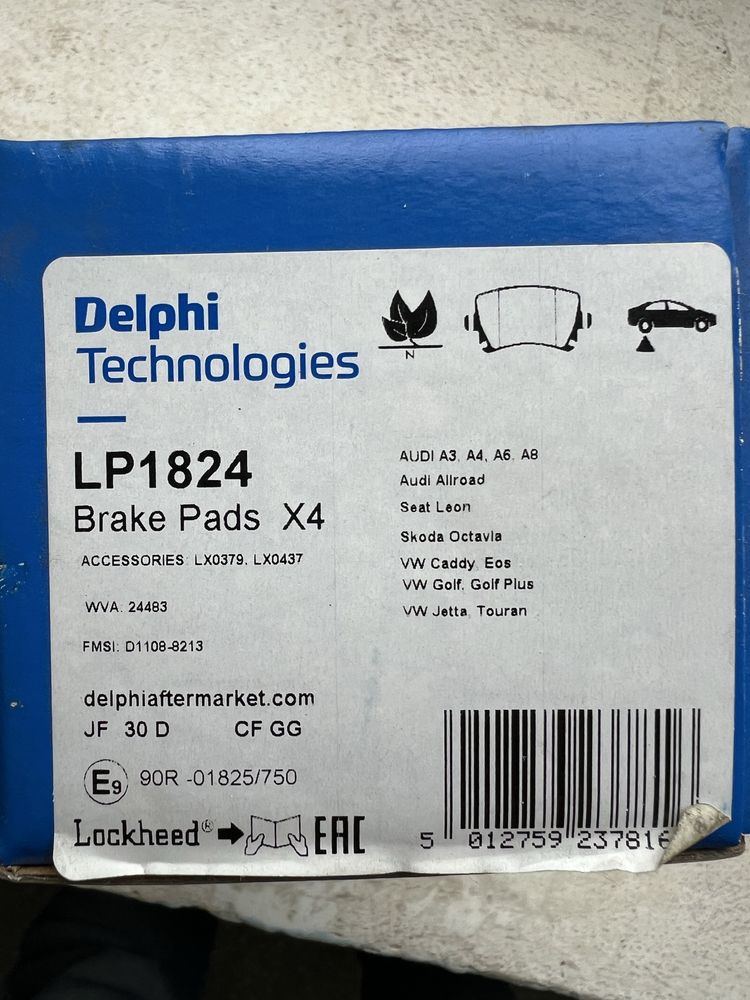 Delphi
Technologies
N
LP1824
Brake Pads X4
ACCESSORIES: LX0379, LX0437
WVA: 24483
FMSI: D1108-8213
delphiaftermarket.com
JF 30 D CF GG
E9 90R -01825/750
Lockheed® EAC
AUDI A3, A4, A6, A8
Audi Allroad
Seat Leon
Skoda Octavia
VW Caddy, Eos
VW Golf, Golf Plus
VW Jetta, Touran
5 012759 237816